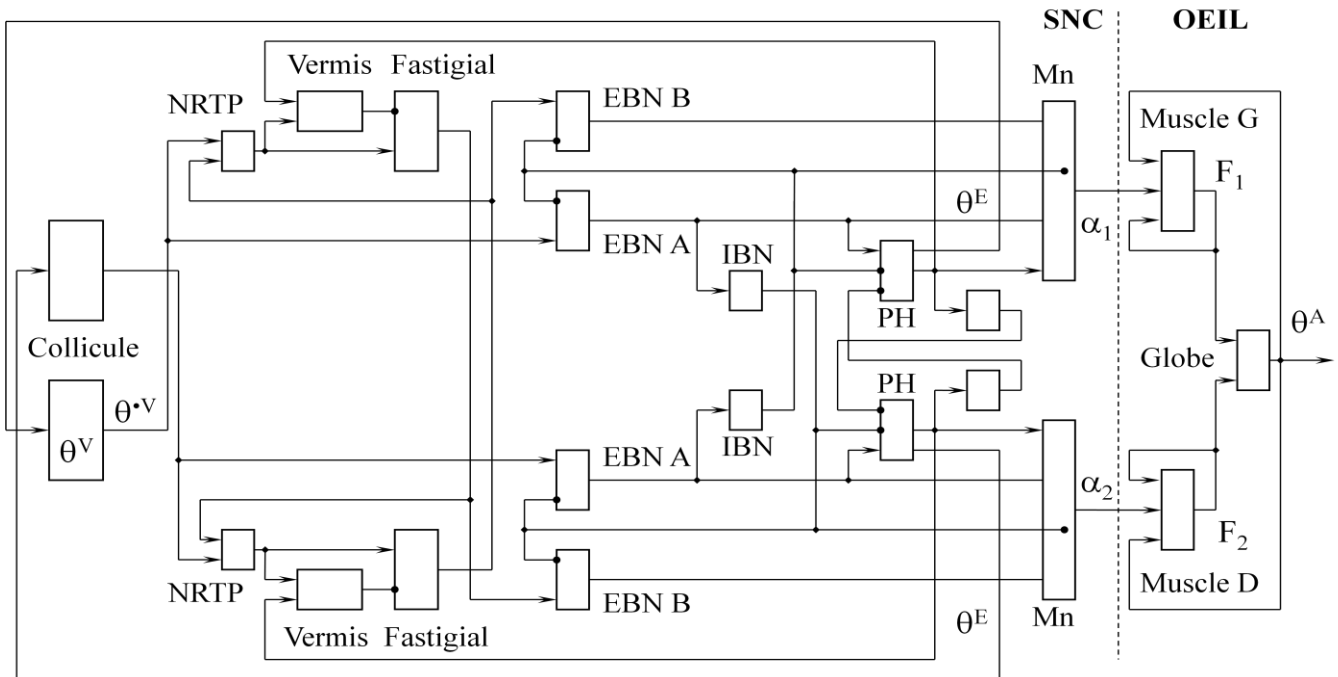 SNC OEIL
Vermis Fastigial
Mn
NRTP
EBN B
Muscle G
F1
θE
α1
EBN A
IBN
PH
Collicule
θA
Globe
PH
θ•V
θV
IBN
EBN A
α2
F2
NRTP
EBN B
Muscle D
Mn
Vermis Fastigial
θE